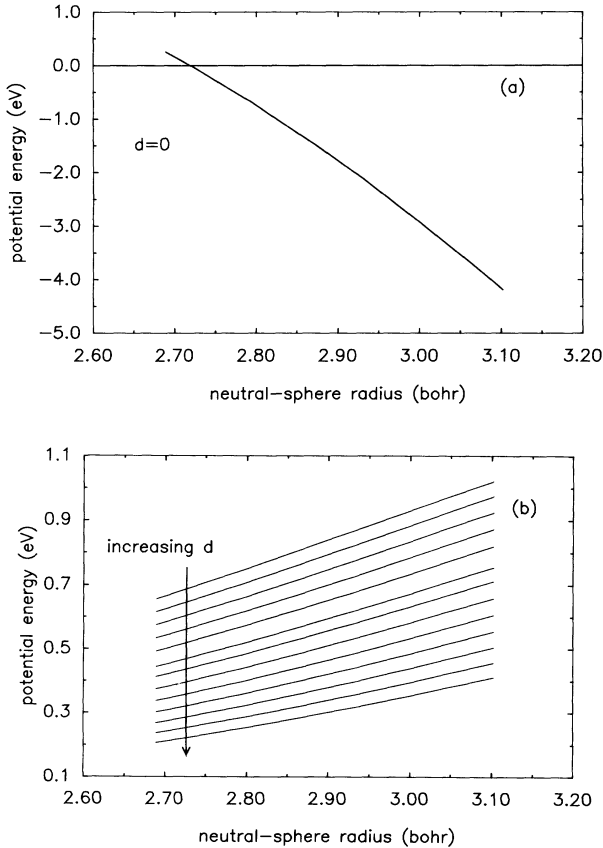 1.0
0.0
−1.0
−2.0
−3.0
−4.0
−5.0
potential energy (eV)
(a)
d=0
2.60 2.70 2.80 2.90 3.00 3.10 3.20
neutral−sphere radius (bohr)
1.1
0.9
0.7
0.5
0.3
0.1
potential energy (eV)
(b)
increasing d
2.60 2.70 2.80 2.90 3.00 3.10 3.20
neutral−sphere radius (bohr)